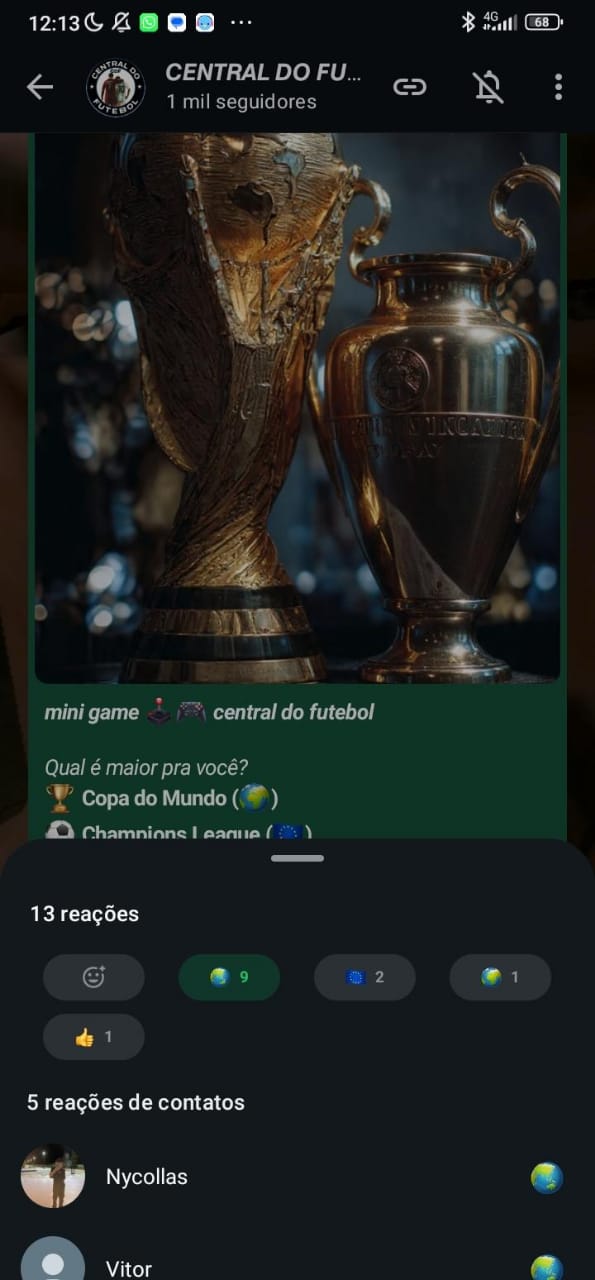 12:13
4G
68
CENTRAL DO FU...
1 mil seguidores
CENTRAL DO
FUTEBOL
mini game 🕹️🎮 central do futebol
Qual é maior pra você?
🏆 Copa do Mundo (🌍)
⚽ Champions League (🇪🇺)
13 reações
🌏 9
🇪🇺 2
🌍 1
👍 1
5 reações de contatos
Nycollas 🌏
Vitor 🌏